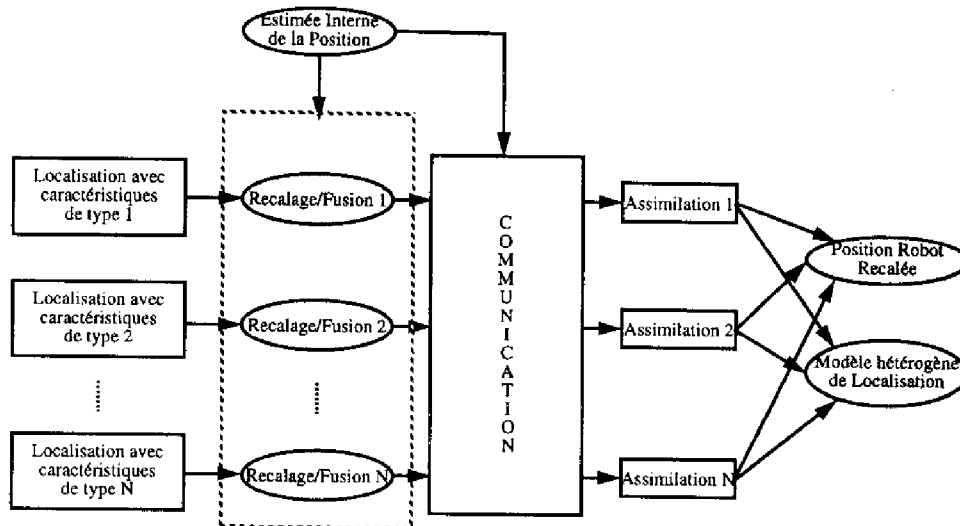 Estimée Interne
de la Position
Localisation avec
caractéristiques
de type 1
Recalage/Fusion 1
Assimilation 1
Localisation avec
caractéristiques
de type 2
Recalage/Fusion 2
Assimilation 2
Localisation avec
caractéristiques
de type N
Recalage/Fusion N
Assimilation N
COMMUNICATION
Position Robot
Recalée
Modèle hétérogène
de Localisation